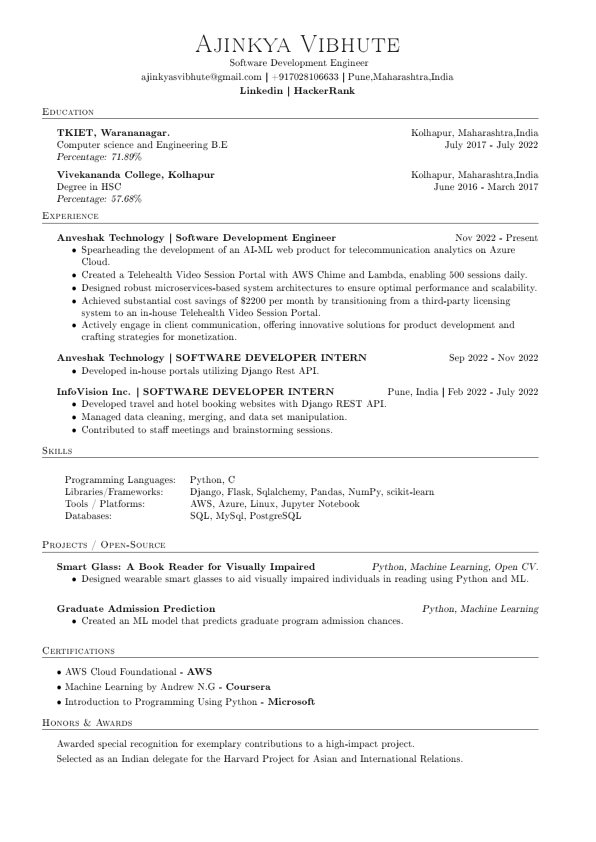 Ajinkya Vibhute
Software Development Engineer
ajinkyasvibhute@gmail.com | +917028106633 | Pune,Maharashtra,India
Linkedin | HackerRank
Education
TKIET, Warananagar. Kolhapur, Maharashtra,India
Computer science and Engineering B.E July 2017 - July 2022
Percentage: 71.89%
Vivekananda College, Kolhapur Kolhapur, Maharashtra,India
Degree in HSC June 2016 - March 2017
Percentage: 57.68%
Experience
Anveshak Technology | Software Development Engineer Nov 2022 - Present
• Spearheading the development of an AI-ML web product for telecommunication analytics on Azure
Cloud.
• Created a Telehealth Video Session Portal with AWS Chime and Lambda, enabling 500 sessions daily.
• Designed robust microservices-based system architectures to ensure optimal performance and scalability.
• Achieved substantial cost savings of $2200 per month by transitioning from a third-party licensing
system to an in-house Telehealth Video Session Portal.
• Actively engage in client communication, offering innovative solutions for product development and
crafting strategies for monetization.
Anveshak Technology | SOFTWARE DEVELOPER INTERN Sep 2022 - Nov 2022
• Developed in-house portals utilizing Django Rest API.
InfoVision Inc. | SOFTWARE DEVELOPER INTERN Pune, India | Feb 2022 - July 2022
• Developed travel and hotel booking websites with Django REST API.
• Managed data cleaning, merging, and data set manipulation.
• Contributed to staff meetings and brainstorming sessions.
Skills
Programming Languages: Python, C
Libraries/Frameworks: Django, Flask, Sqlalchemy, Pandas, NumPy, scikit-learn
Tools / Platforms: AWS, Azure, Linux, Jupyter Notebook
Databases: SQL, MySql, PostgreSQL
Projects / Open-Source
Smart Glass: A Book Reader for Visually Impaired Python, Machine Learning, Open CV.
• Designed wearable smart glasses to aid visually impaired individuals in reading using Python and ML.
Graduate Admission Prediction Python, Machine Learning
• Created an ML model that predicts graduate program admission chances.
Certifications
• AWS Cloud Foundational - AWS
• Machine Learning by Andrew N.G - Coursera
• Introduction to Programming Using Python - Microsoft
Honors & Awards
Awarded special recognition for exemplary contributions to a high-impact project.
Selected as an Indian delegate for the Harvard Project for Asian and International Relations.